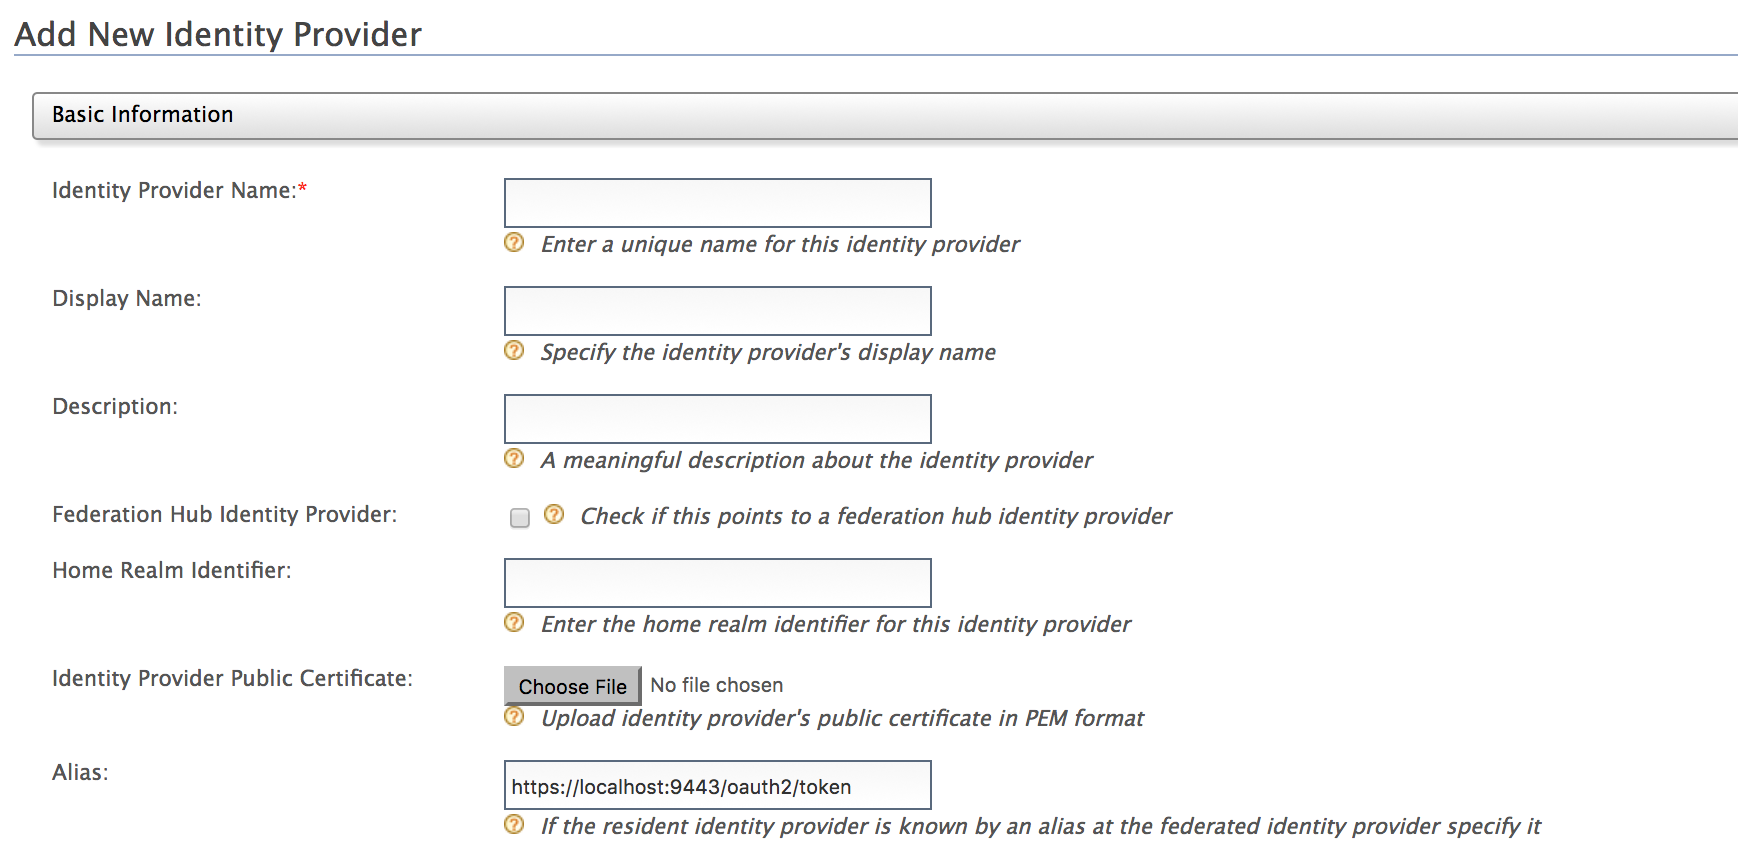 Add New Identity Provider
Basic Information
Identity Provider Name:*
Enter a unique name for this identity provider
Display Name:
Specify the identity provider's display name
Description:
A meaningful description about the identity provider
Federation Hub Identity Provider:
Check if this points to a federation hub identity provider
Home Realm Identifier:
Enter the home realm identifier for this identity provider
Identity Provider Public Certificate:
Choose File No file chosen
Upload identity provider's public certificate in PEM format
Alias:
https://localhost:9443/oauth2/token
If the resident identity provider is known by an alias at the federated identity provider specify it